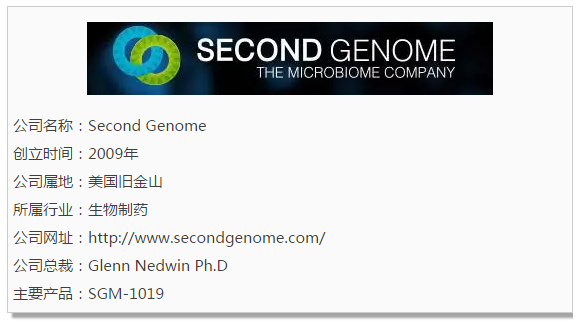 SECOND GENOME
THE MICROBIOME COMPANY
公司名称：Second Genome
创立时间：2009年
公司属地：美国旧金山
所属行业：生物制药
公司网址：http://www.secondgenome.com/
公司总裁：Glenn Nedwin Ph.D
主要产品：SGM-1019